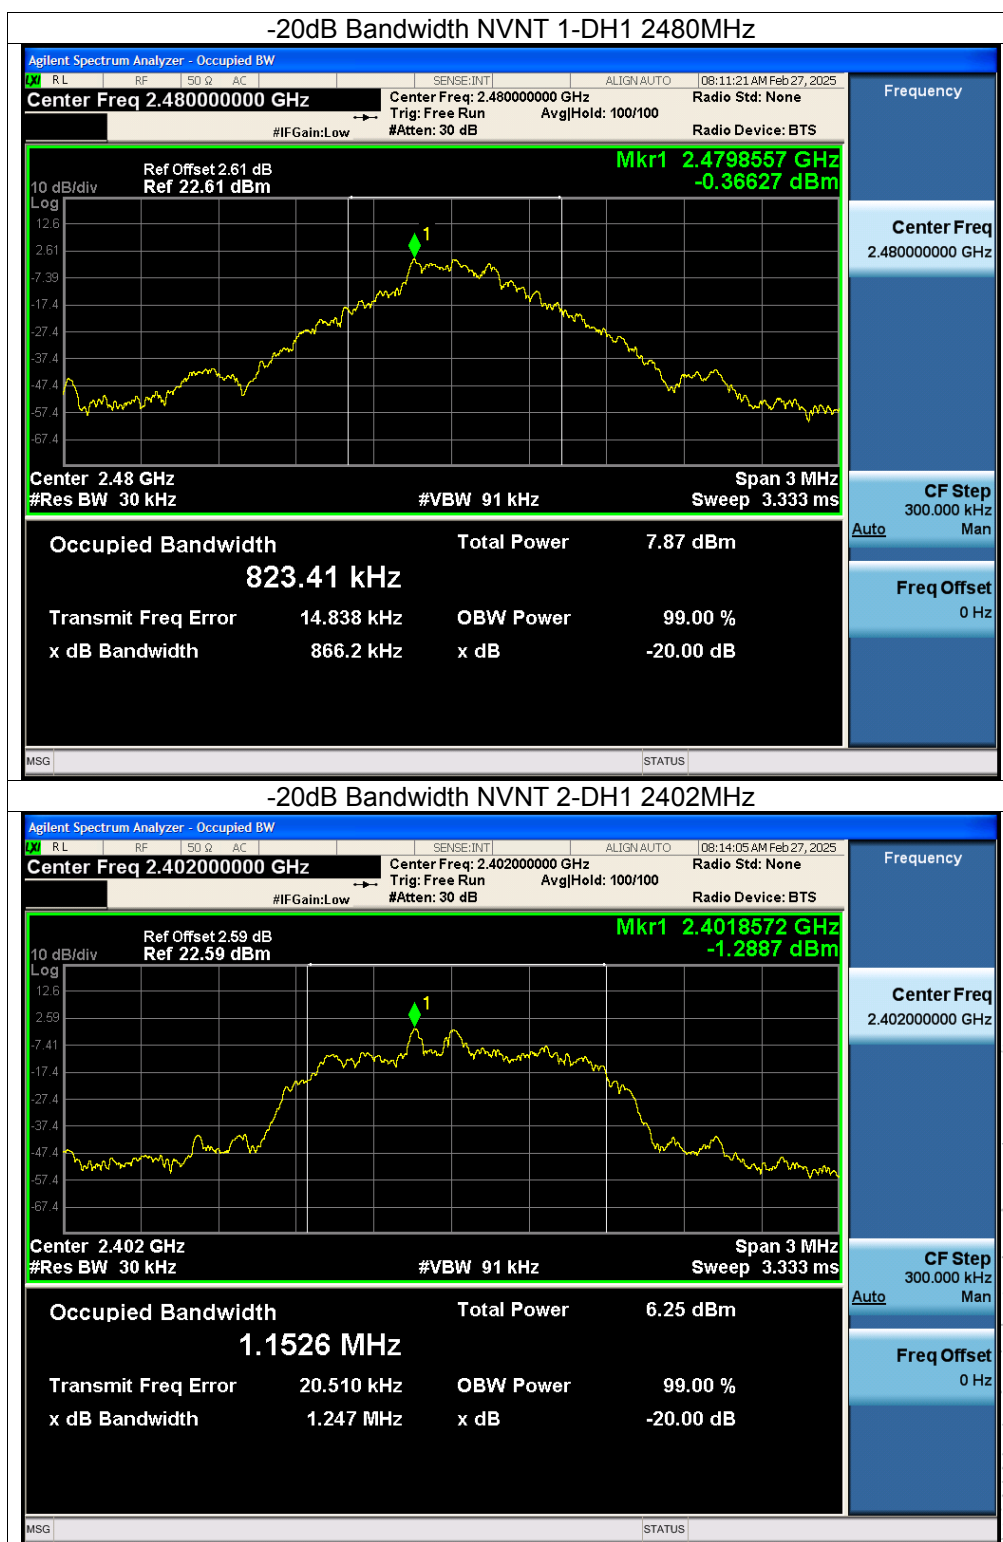 -20dB Bandwidth NVNT 1-DH1 2480MHz
Agilent Spectrum Analyzer - Occupied BW
LXI RL RF 50 Ω AC SENSE:INT ALIGN AUTO 08:11:21 AM Feb 27, 2025
Center Freq 2.480000000 GHz
Center Freq: 2.480000000 GHz Radio Std: None
Trig: Free Run Avg|Hold: 100/100
#IFGain:Low #Atten: 30 dB Radio Device: BTS
Frequency
Mkr1 2.4798557 GHz
-0.36627 dBm
Ref Offset 2.61 dB
10 dB/div Ref 22.61 dBm
Log
12.6
2.61
-7.39
-17.4
-27.4
-37.4
-47.4
-57.4
-67.4
1
Center 2.48 GHz Span 3 MHz
#Res BW 30 kHz #VBW 91 kHz Sweep 3.333 ms
Center Freq
2.480000000 GHz
CF Step
300.000 kHz
Auto Man
Freq Offset
0 Hz
Occupied Bandwidth Total Power 7.87 dBm
823.41 kHz
Transmit Freq Error 14.838 kHz OBW Power 99.00 %
x dB Bandwidth 866.2 kHz x dB -20.00 dB
MSG STATUS
-20dB Bandwidth NVNT 2-DH1 2402MHz
Agilent Spectrum Analyzer - Occupied BW
LXI RL RF 50 Ω AC SENSE:INT ALIGN AUTO 08:14:05 AM Feb 27, 2025
Center Freq 2.402000000 GHz
Center Freq: 2.402000000 GHz Radio Std: None
Trig: Free Run Avg|Hold: 100/100
#IFGain:Low #Atten: 30 dB Radio Device: BTS
Frequency
Mkr1 2.4018572 GHz
-1.2887 dBm
Ref Offset 2.59 dB
10 dB/div Ref 22.59 dBm
Log
12.6
2.59
-7.41
-17.4
-27.4
-37.4
-47.4
-57.4
-67.4
1
Center 2.402 GHz Span 3 MHz
#Res BW 30 kHz #VBW 91 kHz Sweep 3.333 ms
Center Freq
2.402000000 GHz
CF Step
300.000 kHz
Auto Man
Freq Offset
0 Hz
Occupied Bandwidth Total Power 6.25 dBm
1.1526 MHz
Transmit Freq Error 20.510 kHz OBW Power 99.00 %
x dB Bandwidth 1.247 MHz x dB -20.00 dB
MSG STATUS